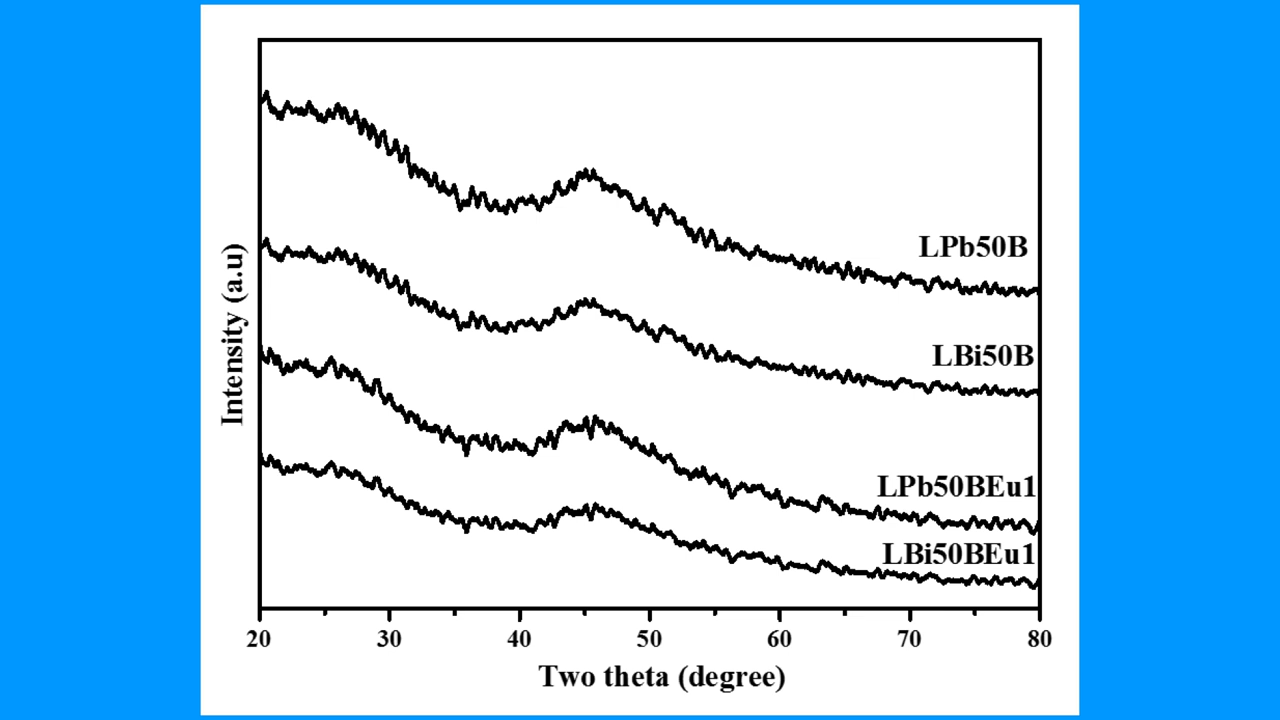 LPb50B
LBi50B
LPb50BEu1
LBi50BEu1
Intensity (a.u)
20 30 40 50 60 70 80
Two theta (degree)